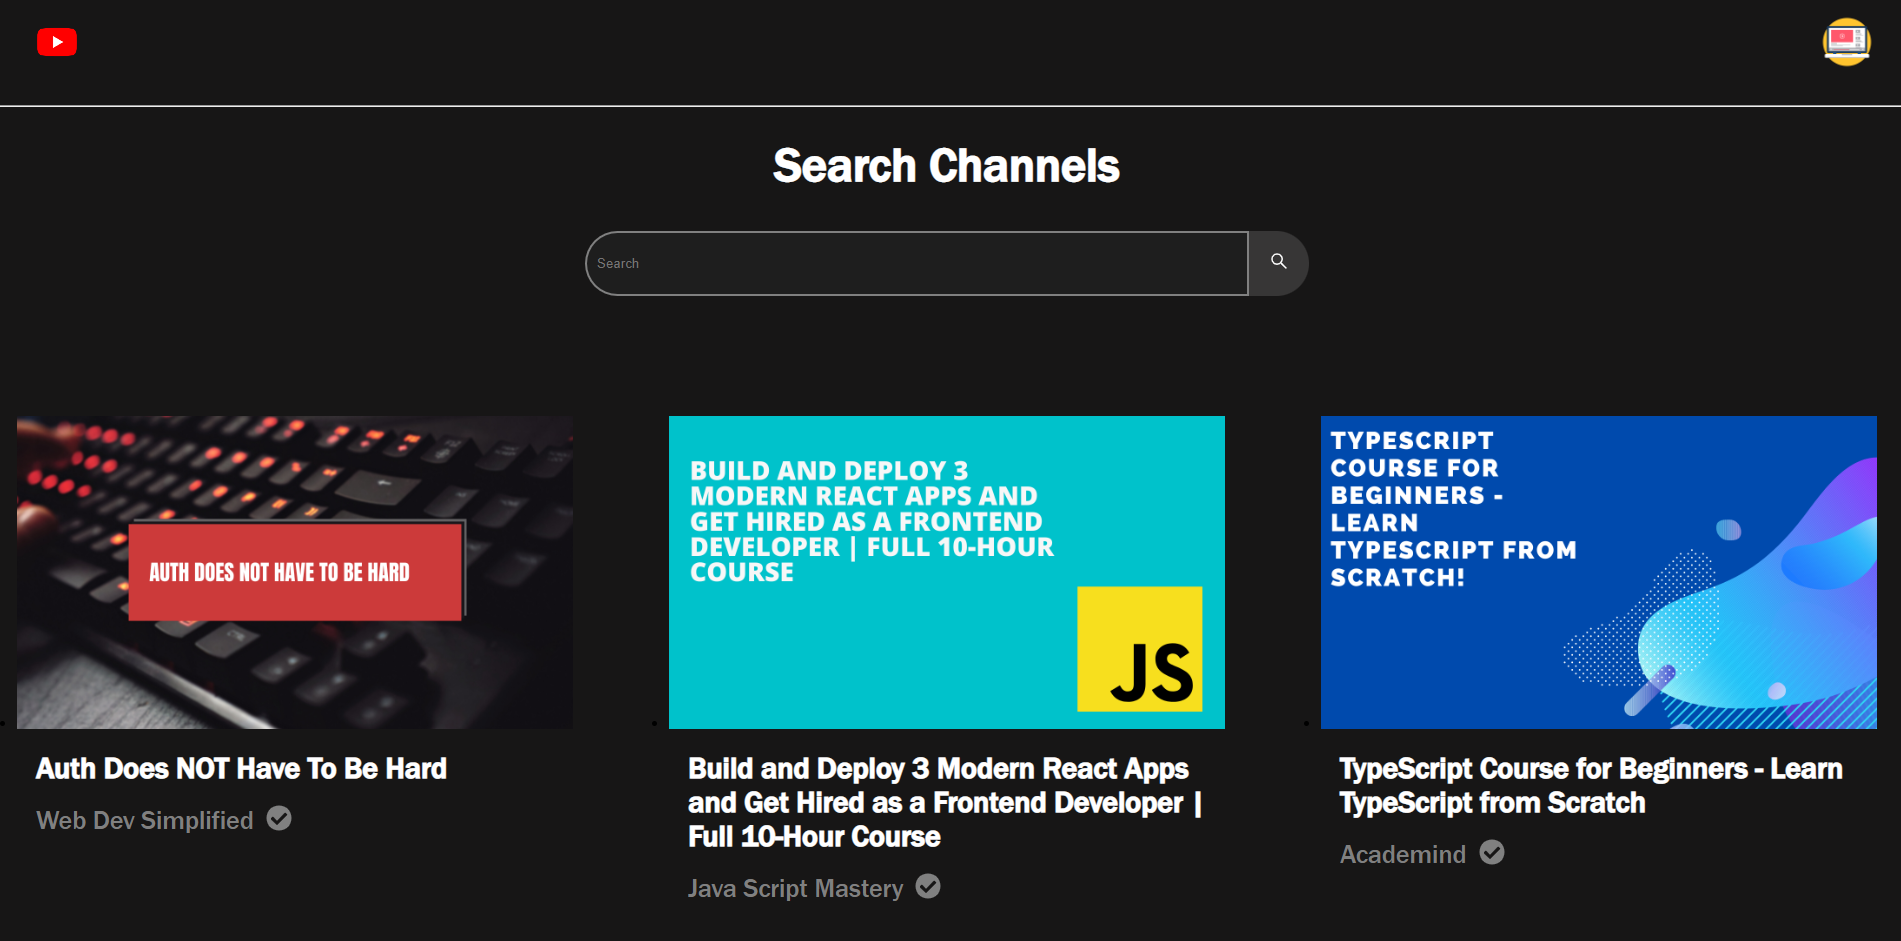 Search Channels
Search
AUTH DOES NOT HAVE TO BE HARD
Auth Does NOT Have To Be Hard
Web Dev Simplified
BUILD AND DEPLOY 3
MODERN REACT APPS AND
GET HIRED AS A FRONTEND
DEVELOPER | FULL 10-HOUR
COURSE
JS
Build and Deploy 3 Modern React Apps
and Get Hired as a Frontend Developer |
Full 10-Hour Course
Java Script Mastery
TYPESCRIPT
COURSE FOR
BEGINNERS -
LEARN
TYPESCRIPT FROM
SCRATCH!
TypeScript Course for Beginners - Learn
TypeScript from Scratch
Academind